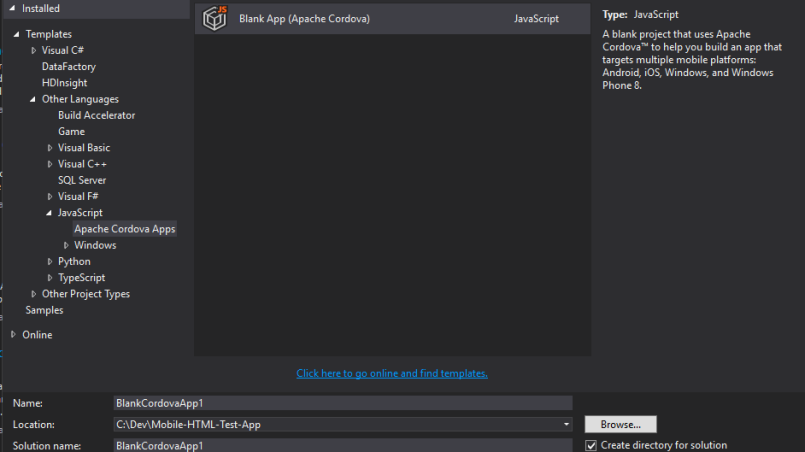 Installed
Templates
Visual C#
DataFactory
HDInsight
Other Languages
Build Accelerator
Game
Visual Basic
Visual C++
SQL Server
Visual F#
JavaScript
Apache Cordova Apps
Windows
Python
TypeScript
Other Project Types
Samples
Online
JS
Blank App (Apache Cordova) JavaScript
Type: JavaScript
A blank project that uses Apache
Cordova™ to help you build an app that
targets multiple mobile platforms:
Android, iOS, Windows, and Windows
Phone 8.
Click here to go online and find templates.
Name: BlankCordovaApp1
Location: C:\Dev\Mobile-HTML-Test-App Browse...
Solution name: BlankCordovaApp1 Create directory for solution